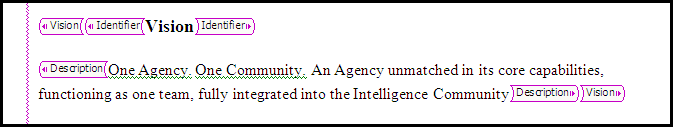 Vision Identifier Vision Identifier
Description One Agency. One Community. An Agency unmatched in its core capabilities,
functioning as one team, fully integrated into the Intelligence Community Description Vision